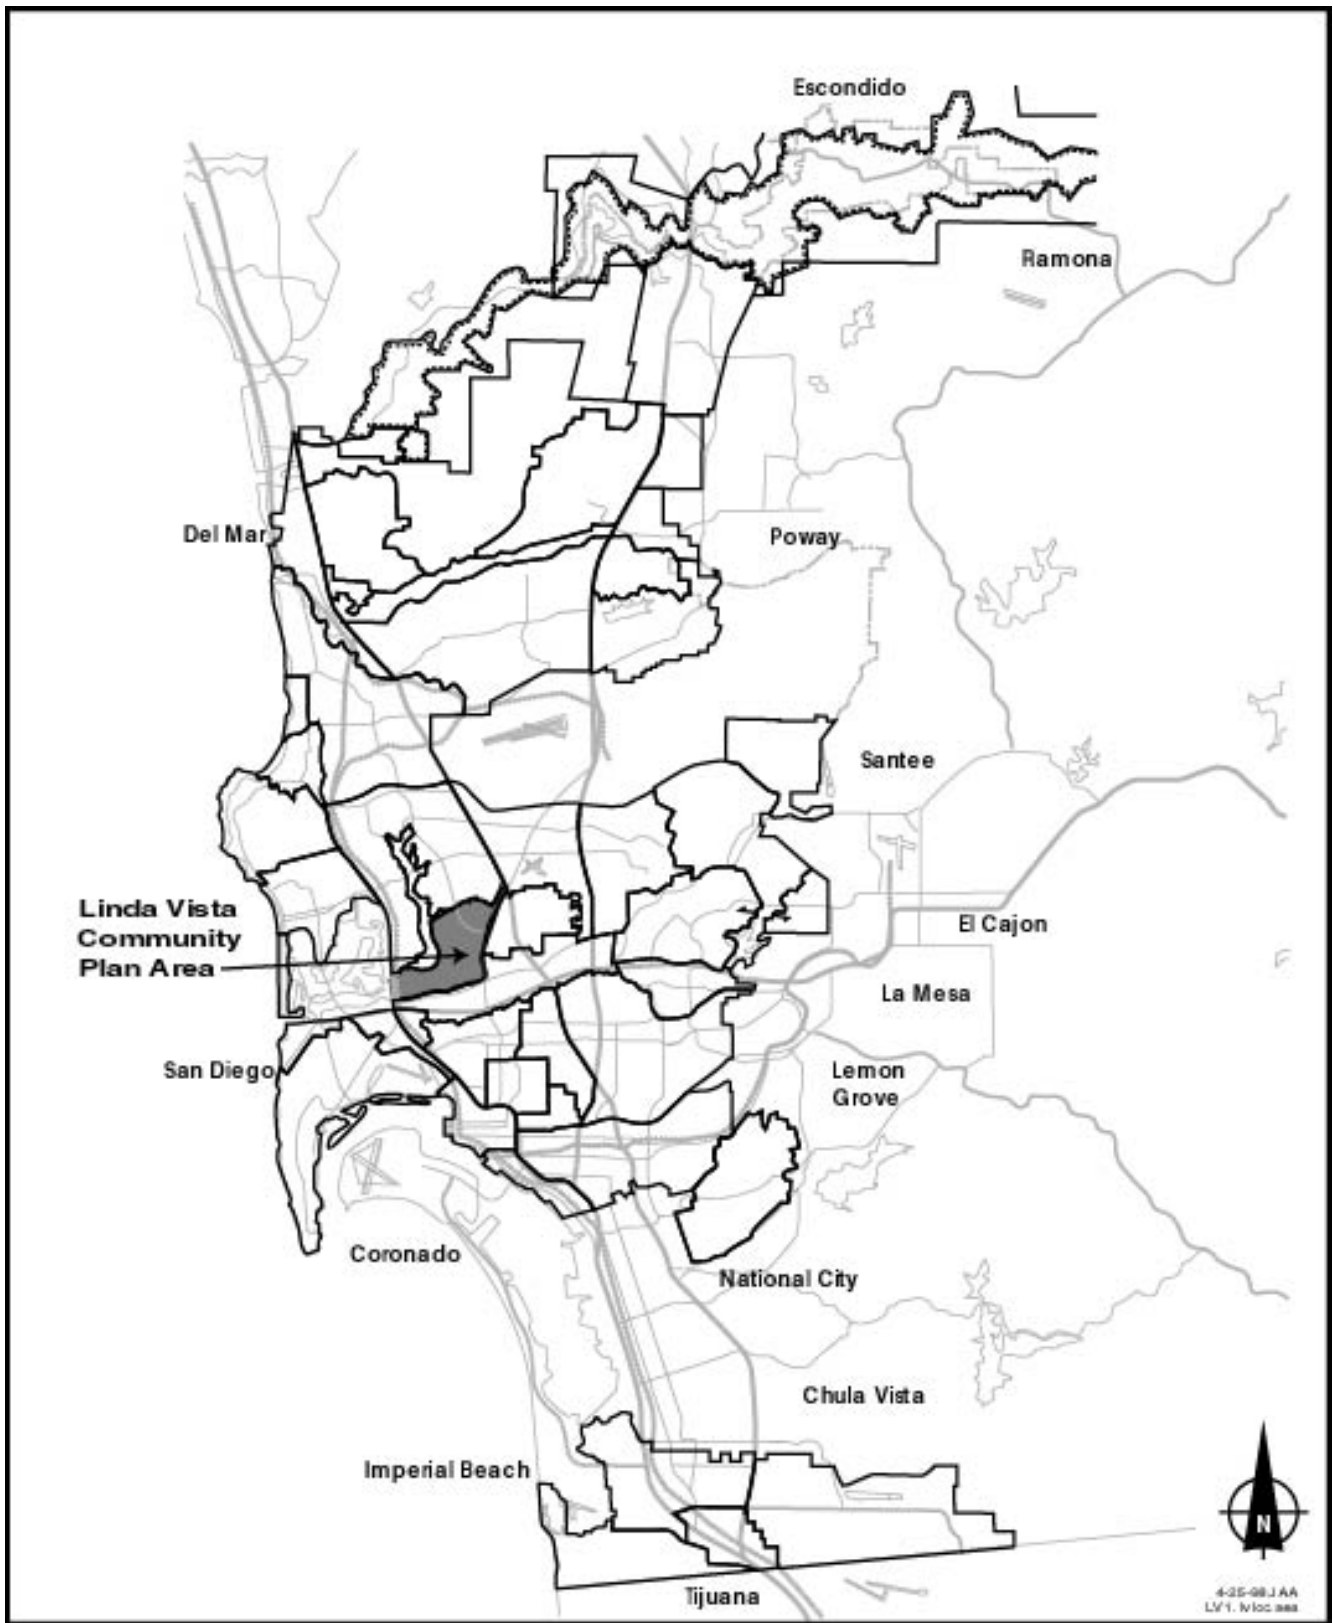 Escondido
Ramona
Del Mar
Poway
Santee
Linda Vista
Community
Plan Area
El Cajon
La Mesa
San Diego
Lemon
Grove
Coronado
National City
Chula Vista
Imperial Beach
N
Tijuana